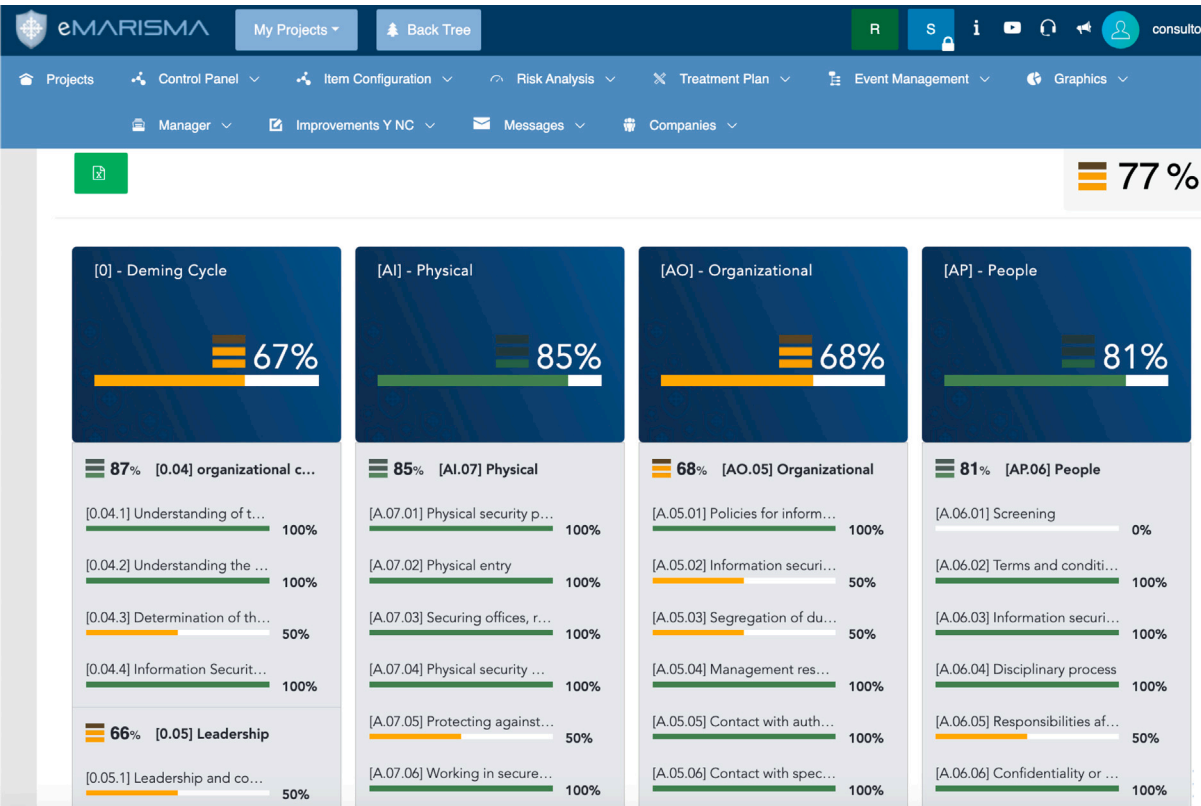 eMARISMA My Projects Back Tree R S i consulto
Projects Control Panel Item Configuration Risk Analysis Treatment Plan Event Management Graphics
Manager Improvements Y NC Messages Companies
77 %
[0] - Deming Cycle
67%
87% [0.04] organizational c...
[0.04.1] Understanding of t...
100%
[0.04.2] Understanding the ...
100%
[0.04.3] Determination of th...
50%
[0.04.4] Information Securit...
100%
66% [0.05] Leadership
[0.05.1] Leadership and co...
50%
[AI] - Physical
85%
85% [AI.07] Physical
[A.07.01] Physical security p...
100%
[A.07.02] Physical entry
100%
[A.07.03] Securing offices, r...
100%
[A.07.04] Physical security ...
100%
[A.07.05] Protecting against...
50%
[A.07.06] Working in secure...
100%
[AO] - Organizational
68%
68% [AO.05] Organizational
[A.05.01] Policies for inform...
100%
[A.05.02] Information securi...
50%
[A.05.03] Segregation of du...
50%
[A.05.04] Management res...
100%
[A.05.05] Contact with auth...
100%
[A.05.06] Contact with spec...
100%
[AP] - People
81%
81% [AP.06] People
[A.06.01] Screening
0%
[A.06.02] Terms and conditi...
100%
[A.06.03] Information securi...
100%
[A.06.04] Disciplinary process
100%
[A.06.05] Responsibilities af...
50%
[A.06.06] Confidentiality or ...
100%